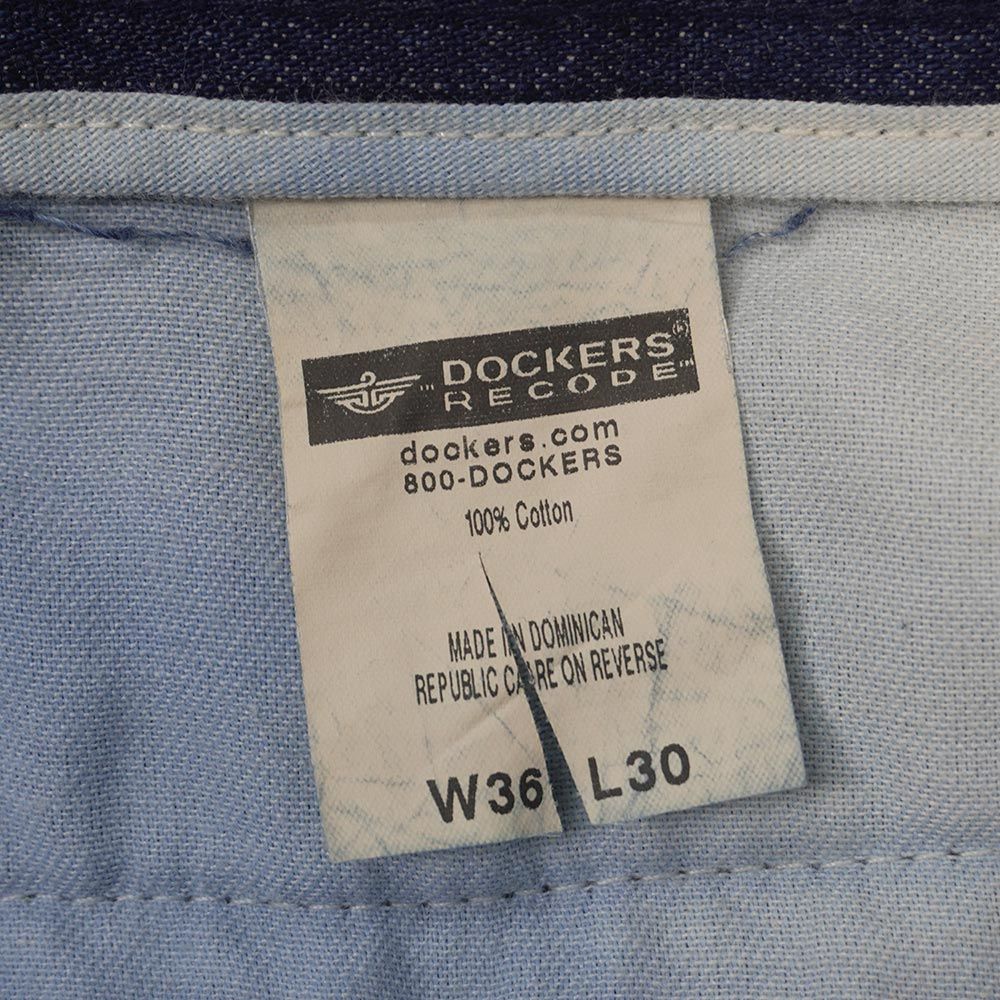 DOCKERS®
RECODE
dockers.com
800-DOCKERS
100% Cotton
MADE IN DOMINICAN
REPUBLIC CARE ON REVERSE
W36 L30